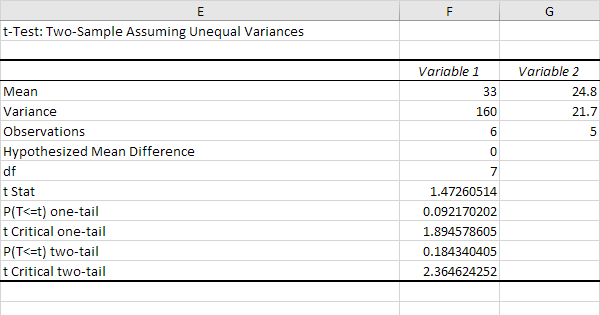 E F G
t-Test: Two-Sample Assuming Unequal Variances
Variable 1 Variable 2
Mean 33 24.8
Variance 160 21.7
Observations 6 5
Hypothesized Mean Difference 0
df 7
t Stat 1.47260514
P(T<=t) one-tail 0.092170202
t Critical one-tail 1.894578605
P(T<=t) two-tail 0.184340405
t Critical two-tail 2.364624252